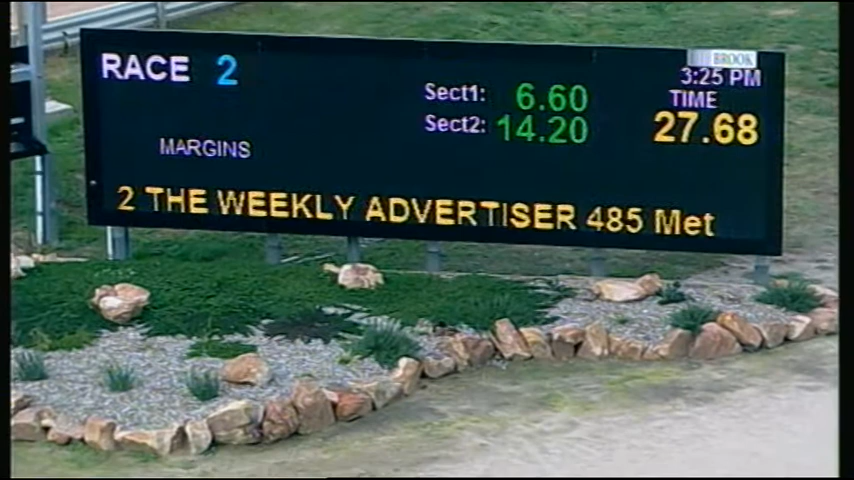 RACE 2
BROOK
3:25 PM
Sect1: 6.60
TIME
Sect2: 14.20
27.68
MARGINS
2 THE WEEKLY ADVERTISER 485 Met